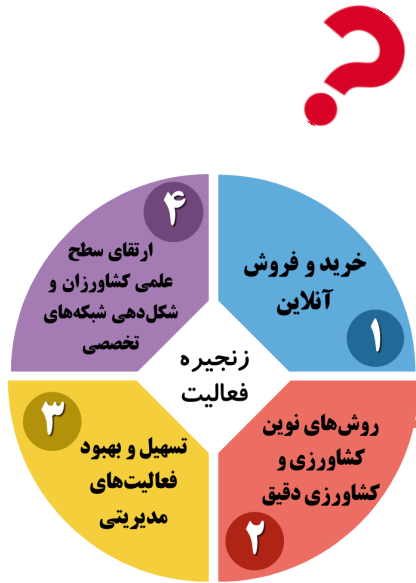 ؟
زنجیره
فعالیت
۱
خرید و فروش
آنلاین
۲
روش‌های نوین
کشاورزی و
کشاورزی دقیق
۳
تسهیل و بهبود
فعالیت‌های
مدیریتی
۴
ارتقای سطح
علمی کشاورزان و
شکل‌دهی شبکه‌های
تخصصی